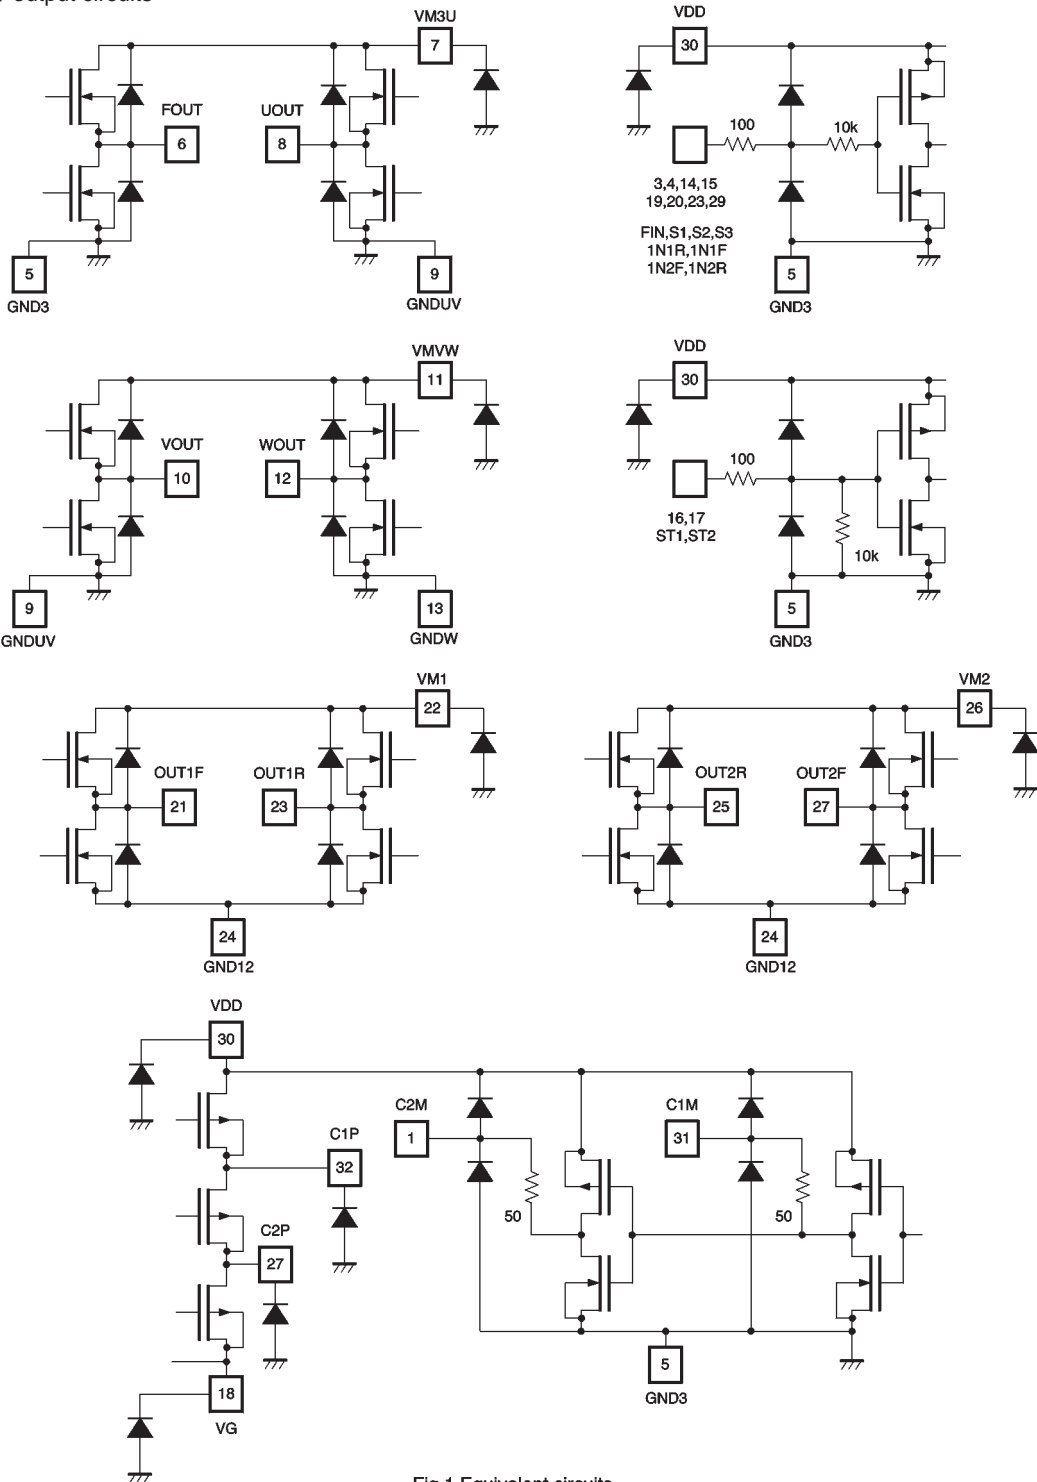 output circuits
VM3U
7
FOUT
6
UOUT
8
5
GND3
9
GNDUV
VDD
30
100
10k
3,4,14,15
19,20,23,29
FIN,S1,S2,S3
1N1R,1N1F
1N2F,1N2R
5
GND3
VMVW
11
VOUT
10
WOUT
12
9
GNDUV
13
GNDW
VDD
30
100
16,17
ST1,ST2
10k
5
GND3
VM1
22
OUT1F
21
OUT1R
23
24
GND12
VM2
26
OUT2R
25
OUT2F
27
24
GND12
VDD
30
C1P
32
C2P
27
18
VG
C2M
1
50
C1M
31
50
5
GND3
Fig.1 Equivalent circuits